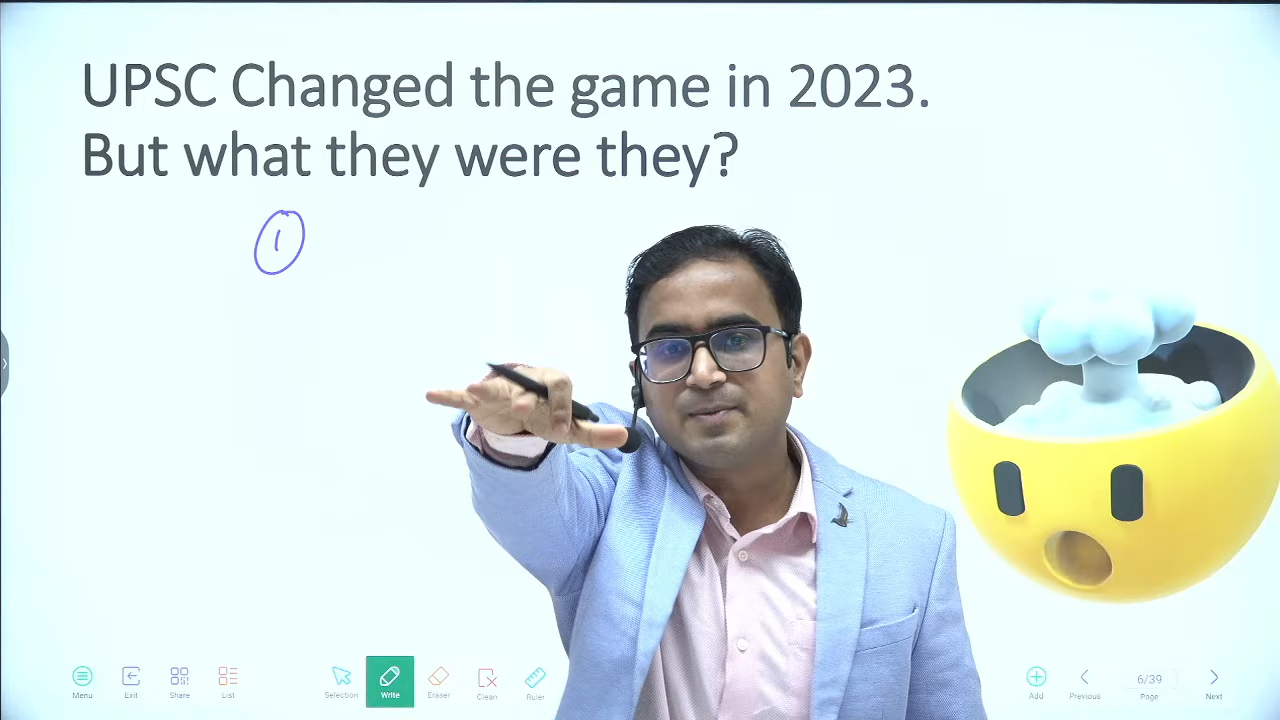 UPSC Changed the game in 2023.
But what they were they?
1
Menu
Exit
Share
List
Selection
Write
Eraser
Clean
Ruler
Add
Previous
6/39
Page
Next